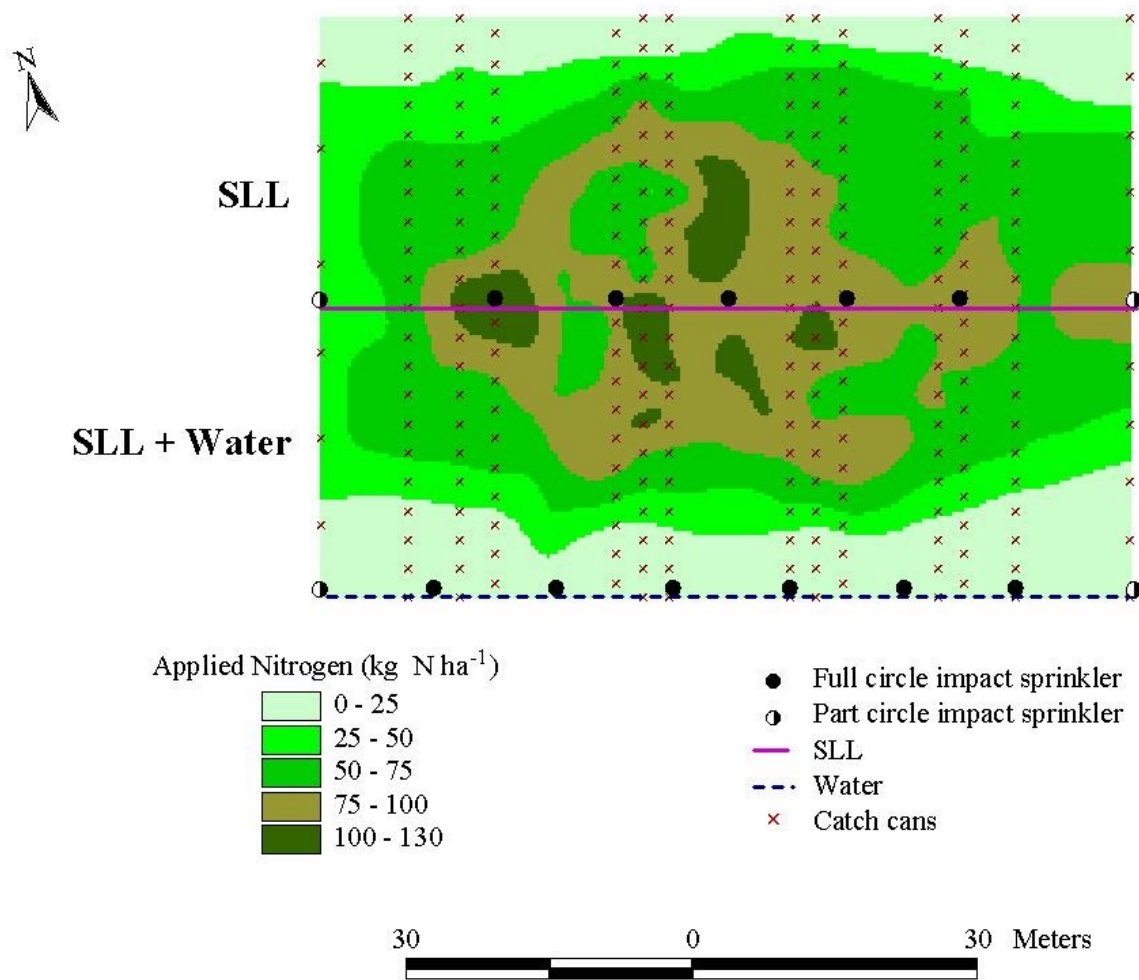 N
SLL
SLL + Water
Applied Nitrogen (kg N ha⁻¹)
0 - 25
25 - 50
50 - 75
75 - 100
100 - 130
Full circle impact sprinkler
Part circle impact sprinkler
SLL
Water
Catch cans
30 0 30 Meters